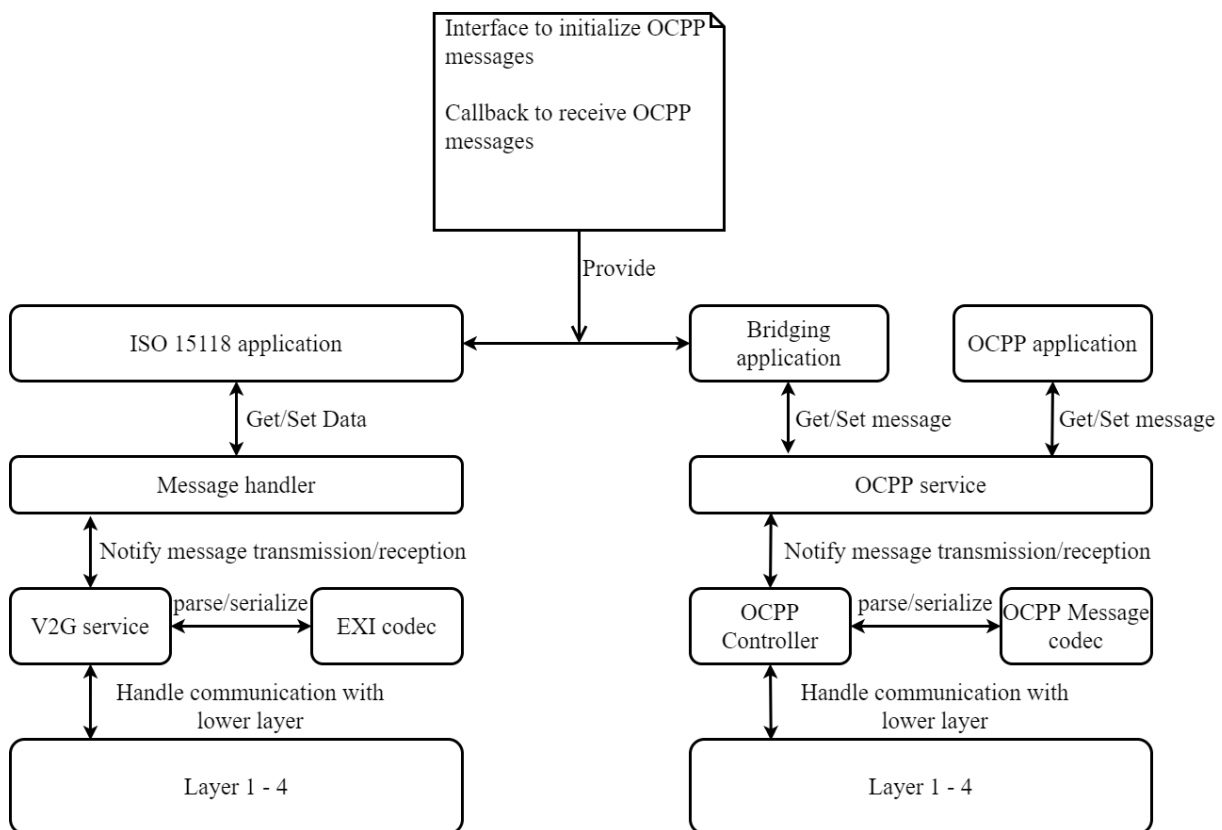 Interface to initialize OCPP
messages
Callback to receive OCPP
messages
Provide
ISO 15118 application
Bridging
application
OCPP application
Get/Set Data
Get/Set message
Get/Set message
Message handler
OCPP service
Notify message transmission/reception
Notify message transmission/reception
V2G service
parse/serialize
EXI codec
OCPP
Controller
parse/serialize
OCPP Message
codec
Handle communication with
lower layer
Handle communication with
lower layer
Layer 1 - 4
Layer 1 - 4